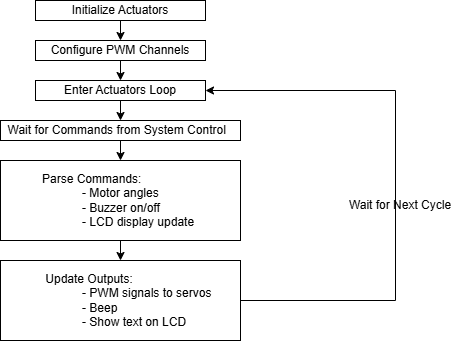 Initialize Actuators
Configure PWM Channels
Enter Actuators Loop
Wait for Commands from System Control
Parse Commands:
- Motor angles
- Buzzer on/off
- LCD display update
Wait for Next Cycle
Update Outputs:
- PWM signals to servos
- Beep
- Show text on LCD